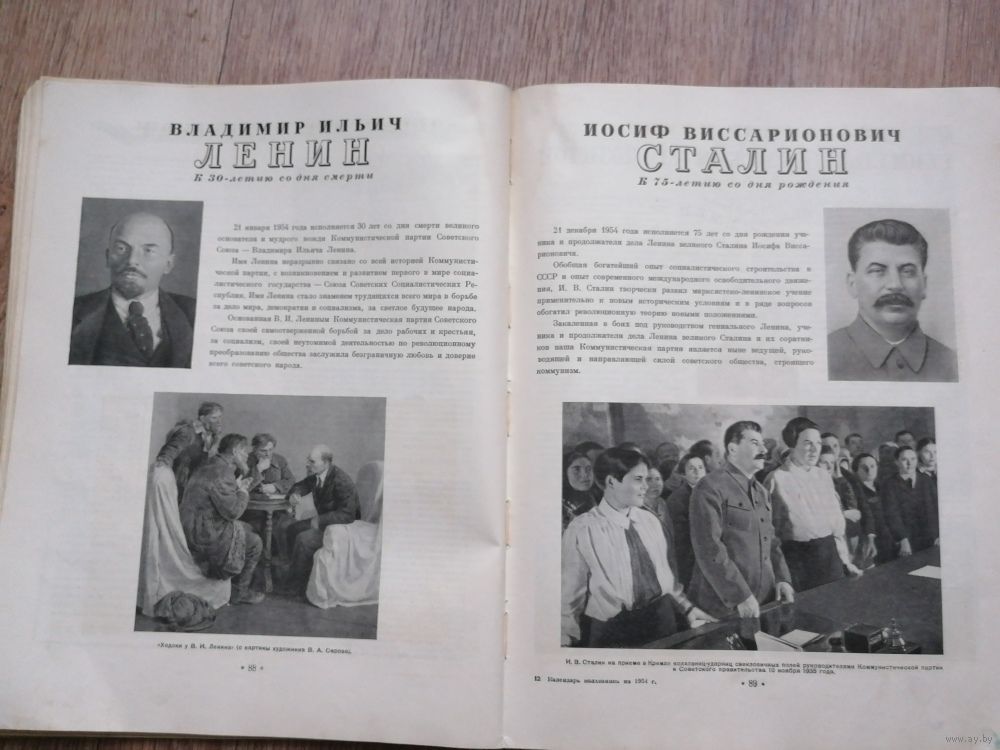 ВЛАДИМИР ИЛЬИЧ
ЛЕНИН
К 30-летию со дня смерти
21 января 1954 года исполняется 30 лет со дня смерти великого
основателя и мудрого вождя Коммунистической партии Советского
Союза — Владимира Ильича Ленина.
Имя Ленина неразрывно связано со всей историей Коммунисти-
ческой партии, с возникновением и развитием первого в мире социа-
листического государства — Союза Советских Социалистических Рес-
публик. Имя Ленина стало знаменем трудящихся всего мира в борьбе
за дело мира, демократии и социализма, за светлое будущее народа.
Основанная В. И. Лениным Коммунистическая партия Советского
Союза своей самоотверженной борьбой за дело рабочих и крестьян,
за социализм, своей неутомимой деятельностью по революционному
преобразованию общества заслужила безграничную любовь и доверие
всего советского народа.
«Ходоки у В. И. Ленина» (с картины художника В. А. Серова).
* 88 *
ИОСИФ ВИССАРИОНОВИЧ
СТАЛИН
К 75-летию со дня рождения
21 декабря 1954 года исполняется 75 лет со дня рождения уче-
ника и продолжателя дела Ленина великого Сталина Иосифа Висса-
рионовича.
Обобщая богатейший опыт социалистического строительства в
СССР и опыт современного международного освободительного движе-
ния, И. В. Сталин творчески развил марксистско-ленинское учение
применительно к новым историческим условиям и в ряде вопросов
обогатил революционную теорию новыми положениями.
Закаленная в боях под руководством гениального Ленина, уче-
ника и продолжателя дела Ленина великого Сталина и их соратни-
ков наша Коммунистическая партия является ныне ведущей, руко-
водящей и направляющей силой советского общества, строящего
коммунизм.
И. В. Сталин на приеме в Кремле колхозниц-ударниц свекловичных полей руководителями Коммунистической партии
и Советского правительства 10 ноября 1935 года.
12 Календарь на 1954 г.
* 89 *
www.ay.by